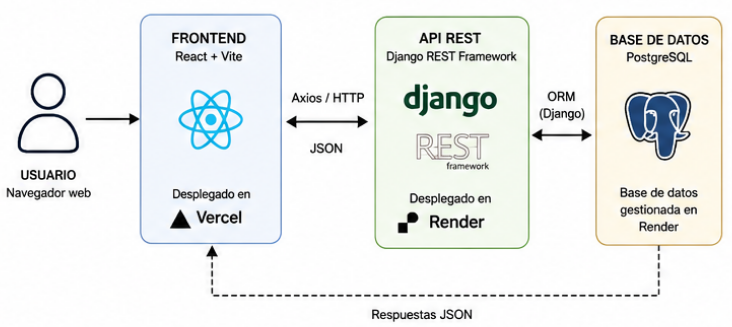 USUARIO
Navegador web
FRONTEND
React + Vite
Desplegado en
Vercel
Axios / HTTP
JSON
API REST
Django REST Framework
django
REST
framework
Desplegado en
Render
ORM
(Django)
BASE DE DATOS
PostgreSQL
Base de datos
gestionada en
Render
Respuestas JSON